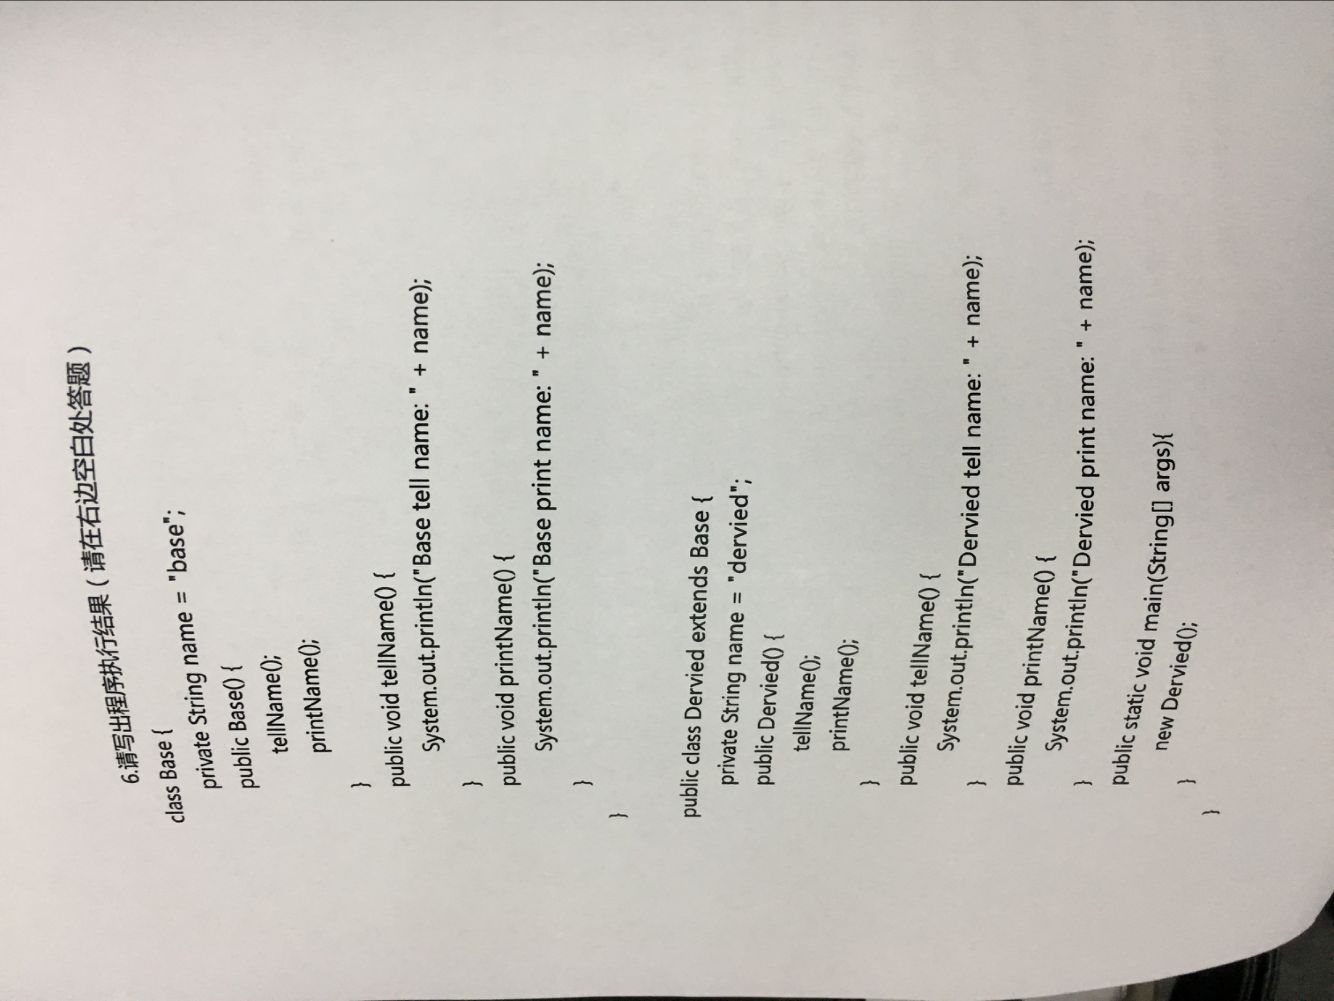 6.请写出程序执行结果（请在右边空白处答题）
class Base {
private String name = "base";
public Base() {
tellName();
printName();
}
public void tellName() {
System.out.println("Base tell name: " + name);
}
public void printName() {
System.out.println("Base print name: " + name);
}
}
public class Dervied extends Base {
private String name = "dervied";
public Dervied() {
tellName();
printName();
}
public void tellName() {
System.out.println("Dervied tell name: " + name);
}
public void printName() {
System.out.println("Dervied print name: " + name);
}
public static void main(String[] args){
new Dervied();
}
}